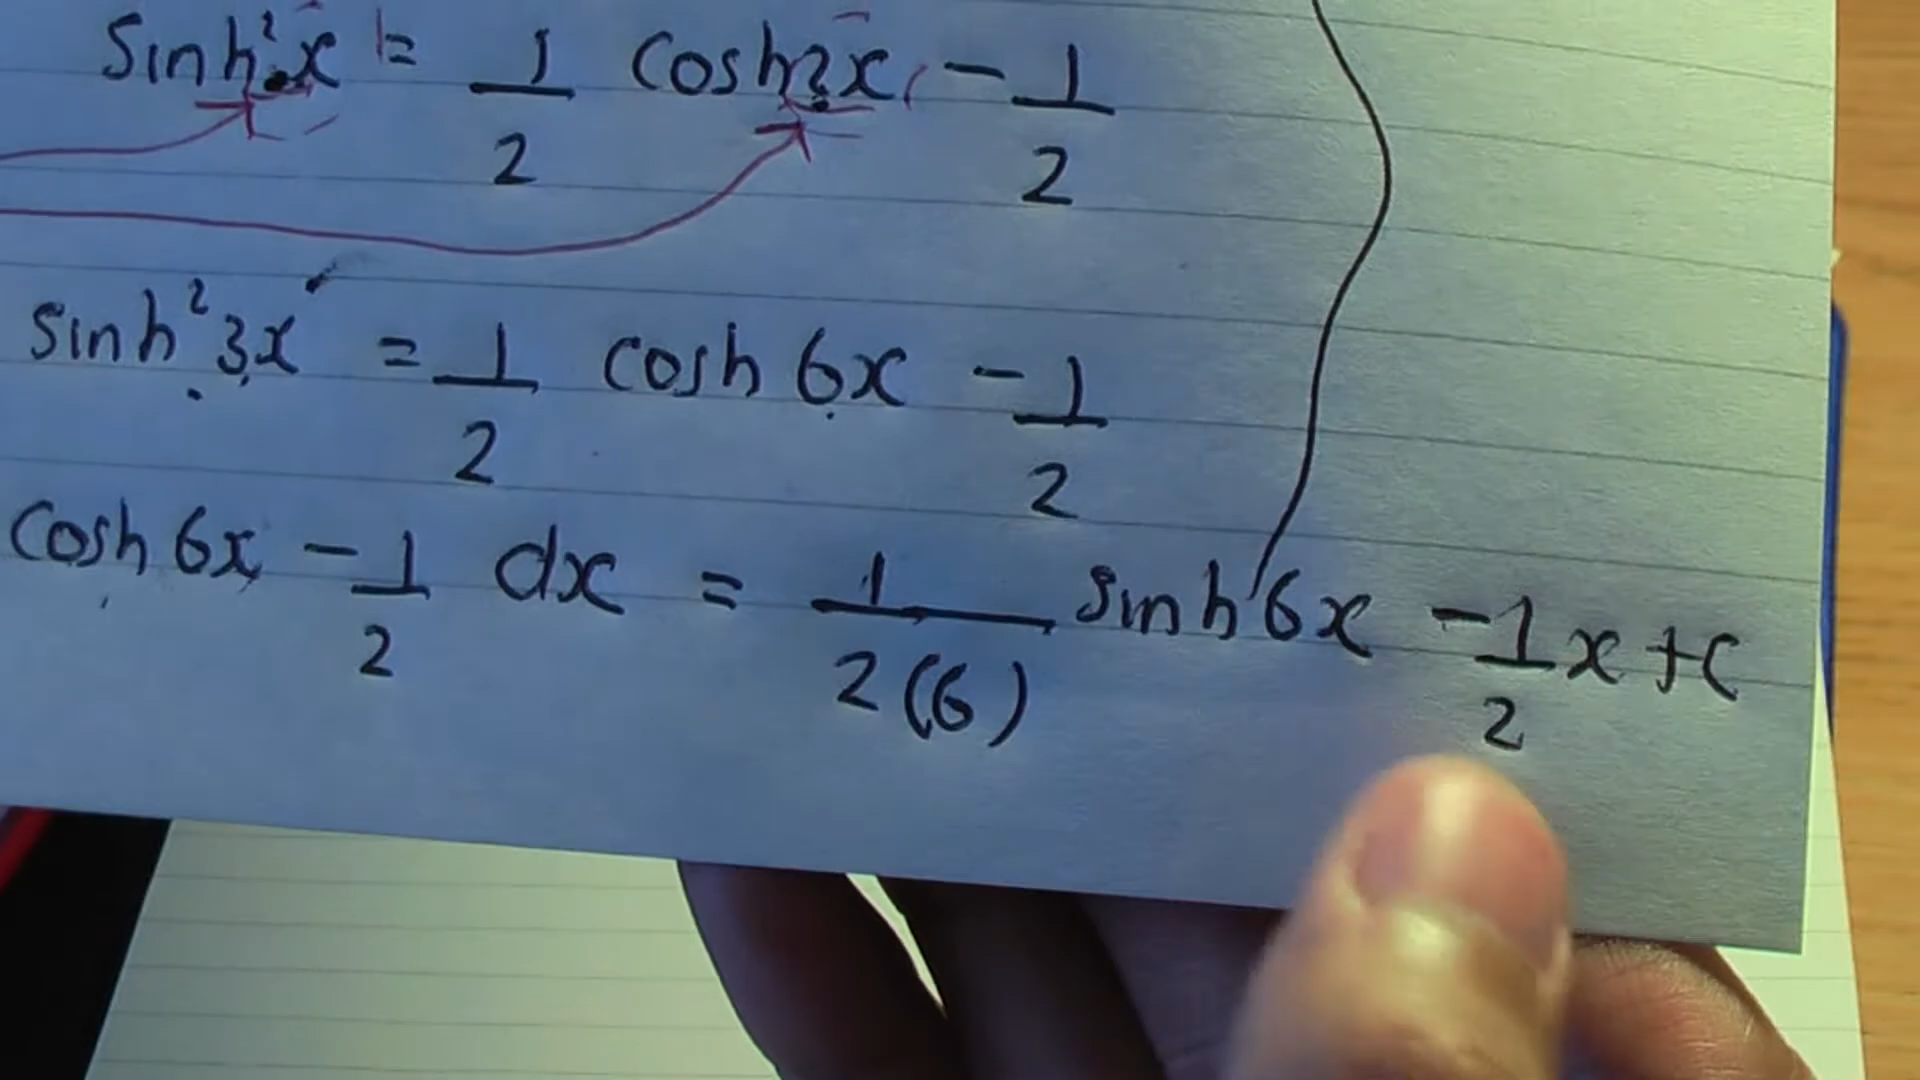 sinh²x = 1/2 cosh2x - 1/2
sinh²3x = 1/2 cosh 6x - 1/2
cosh 6x - 1/2 dx = 1/2(6) sinh 6x - 1/2 x + c